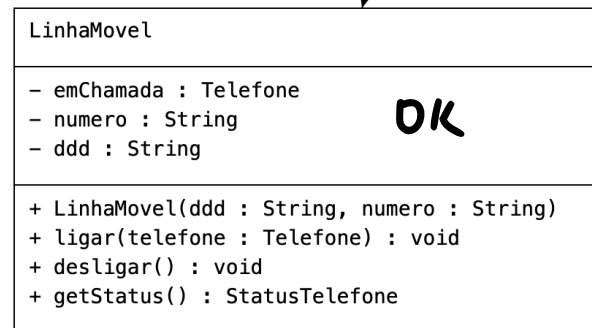 LinhaMovel
– emChamada : Telefone
– numero : String
– ddd : String
OK
+ LinhaMovel(ddd : String, numero : String)
+ ligar(telefone : Telefone) : void
+ desligar() : void
+ getStatus() : StatusTelefone